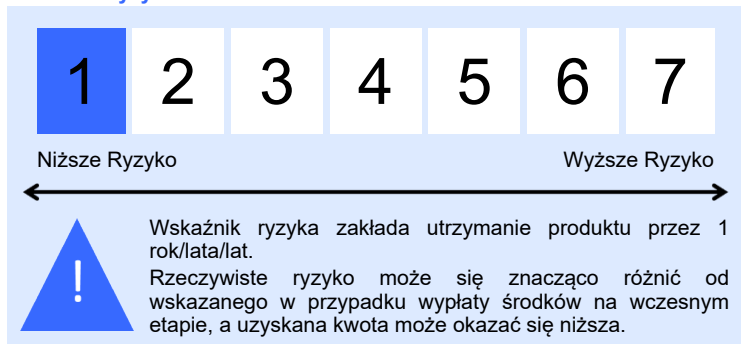 1 2 3 4 5 6 7
Niższe Ryzyko Wyższe Ryzyko
! Wskaźnik ryzyka zakłada utrzymanie produktu przez 1
rok/lata/lat.
Rzeczywiste ryzyko może się znacząco różnić od
wskazanego w przypadku wypłaty środków na wczesnym
etapie, a uzyskana kwota może okazać się niższa.